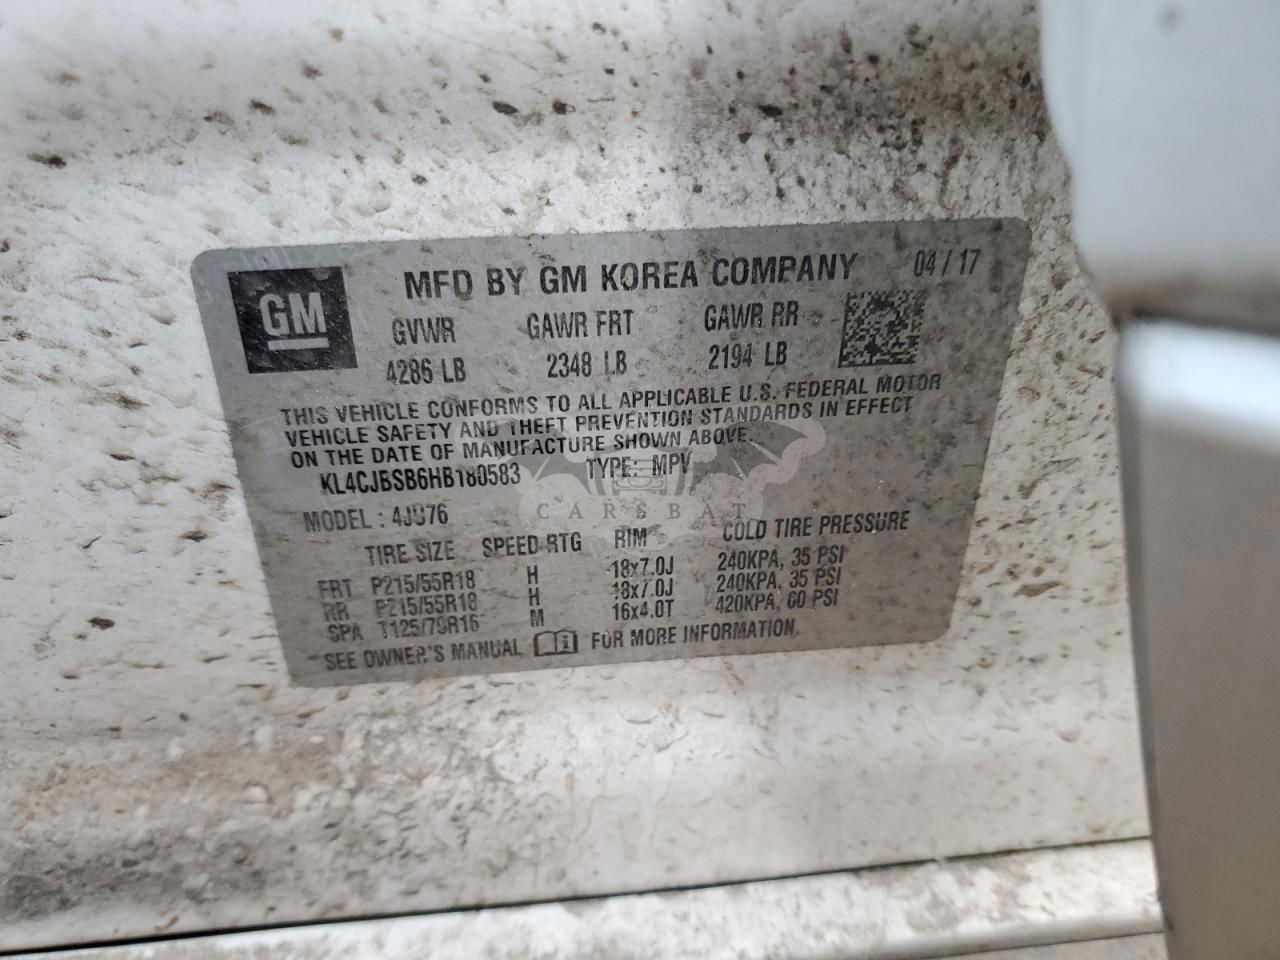 GM
MFD BY GM KOREA COMPANY 04 / 17
GVWR GAWR FRT GAWR RR
4286 LB 2348 LB 2194 LB
THIS VEHICLE CONFORMS TO ALL APPLICABLE U.S. FEDERAL MOTOR
VEHICLE SAFETY AND THEFT PREVENTION STANDARDS IN EFFECT
ON THE DATE OF MANUFACTURE SHOWN ABOVE.
KL4CJBSB6HB180583 TYPE: MPV
CARSBAT
MODEL : 4JU76
TIRE SIZE SPEED RTG RIM COLD TIRE PRESSURE
FRT P215/55R18 H 18x7.0J 240KPA, 35 PSI
RR P215/55R18 H 18x7.0J 240KPA, 35 PSI
SPA T125/70R16 M 16x4.0T 420KPA, 60 PSI
SEE OWNER'S MANUAL FOR MORE INFORMATION.